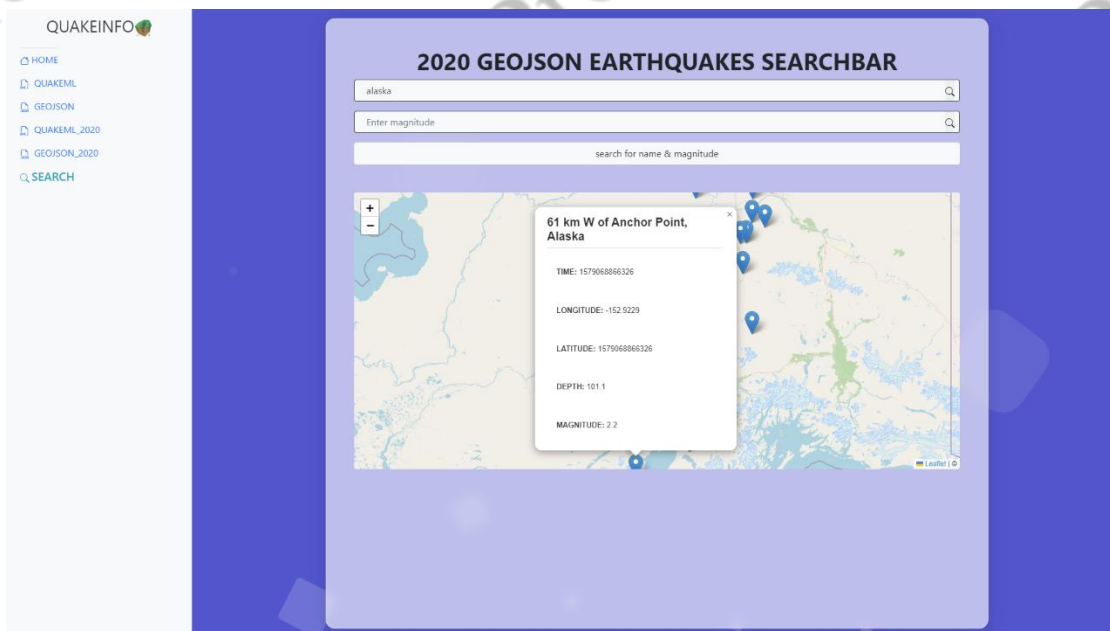 QUAKEINFO
HOME
QUAKEML
GEOJSON
QUAKEML_2020
GEOJSON_2020
SEARCH
2020 GEOJSON EARTHQUAKES SEARCHBAR
alaska
Enter magnitude
search for name & magnitude
+
−
×
61 km W of Anchor Point,
Alaska
TIME: 1579068866326
LONGITUDE: -152.9229
LATITUDE: 1579068866326
DEPTH: 101.1
MAGNITUDE: 2.2
Leaflet | ©